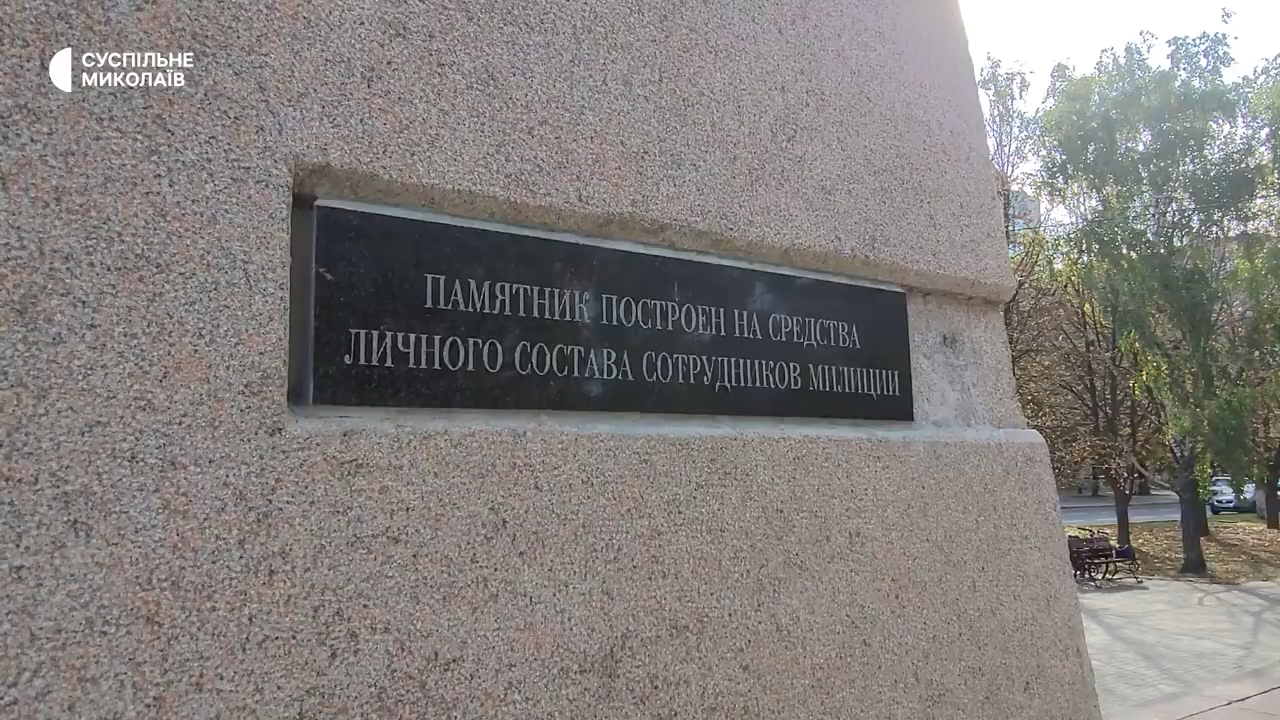 СУСПІЛЬНЕ
МИКОЛАЇВ
ПАМЯТНИК ПОСТРОЕН НА СРЕДСТВА
ЛИЧНОГО СОСТАВА СОТРУДНИКОВ МИЛИЦИИ